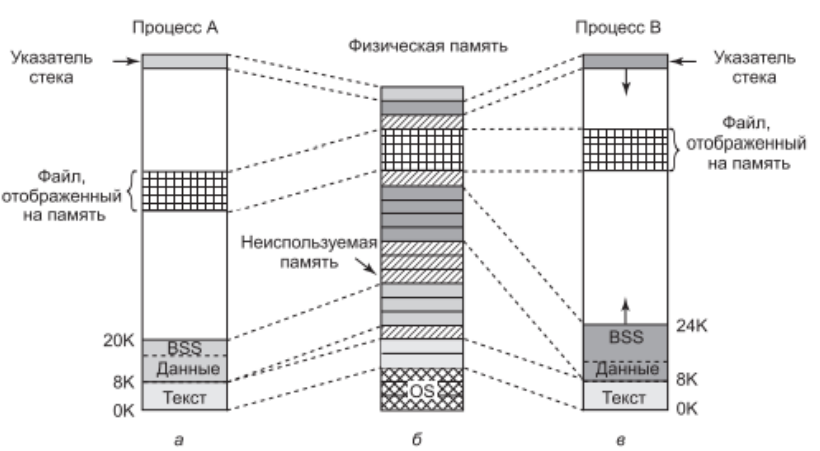 Процесс А
Физическая память
Процесс В
Указатель
стека
Указатель
стека
Файл,
отображенный
на память
Файл,
отображенный
на память
Неиспользуемая
память
20K
BSS
Данные
8K
Текст
0K
OS
24K
BSS
Данные
8K
Текст
0K
а
б
в